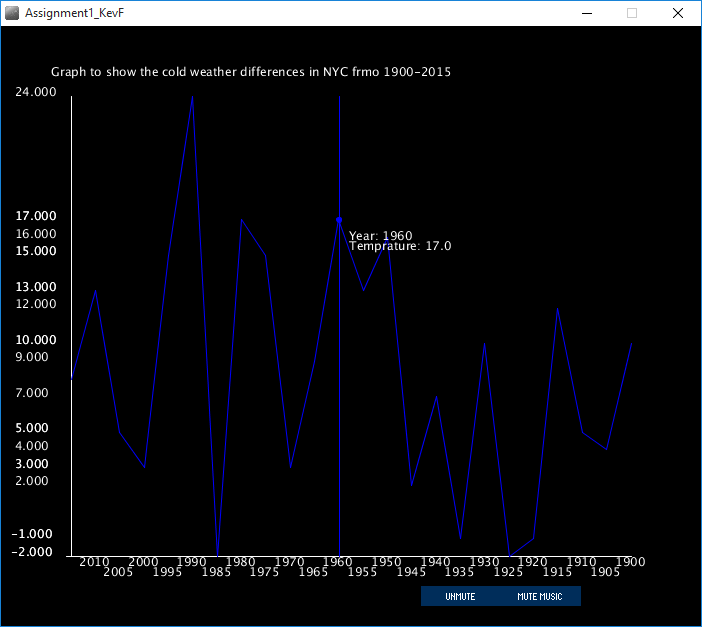 Assignment1_KevF
Graph to show the cold weather differences in NYC frmo 1900-2015
24.000
17.000
16.000
15.000
13.000
12.000
10.000
9.000
7.000
5.000
4.000
3.000
2.000
-1.000
-2.000
Year: 1960
Temprature: 17.0
2010 2000 1990 1980 1970 1960 1950 1940 1930 1920 1910 1900
2005 1995 1985 1975 1965 1955 1945 1935 1925 1915 1905
UNMUTE MUTE MUSIC